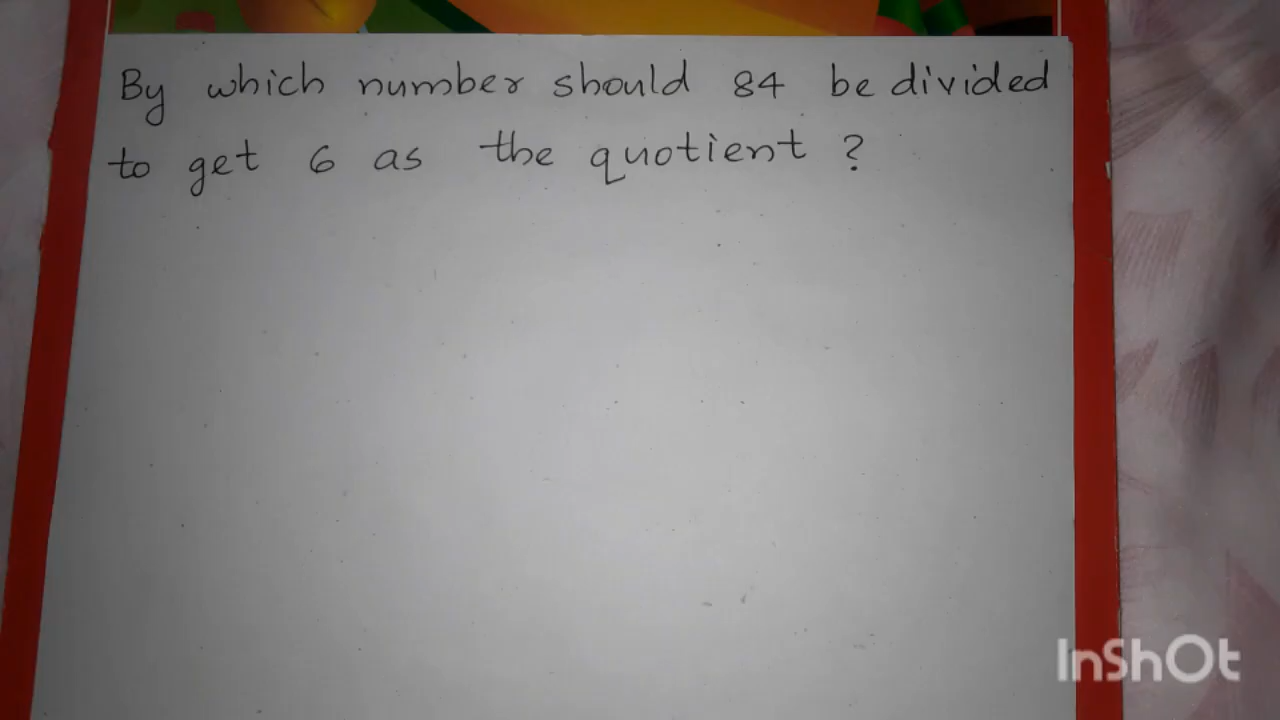 By which number should 84 be divided
to get 6 as the quotient ?
InShOt